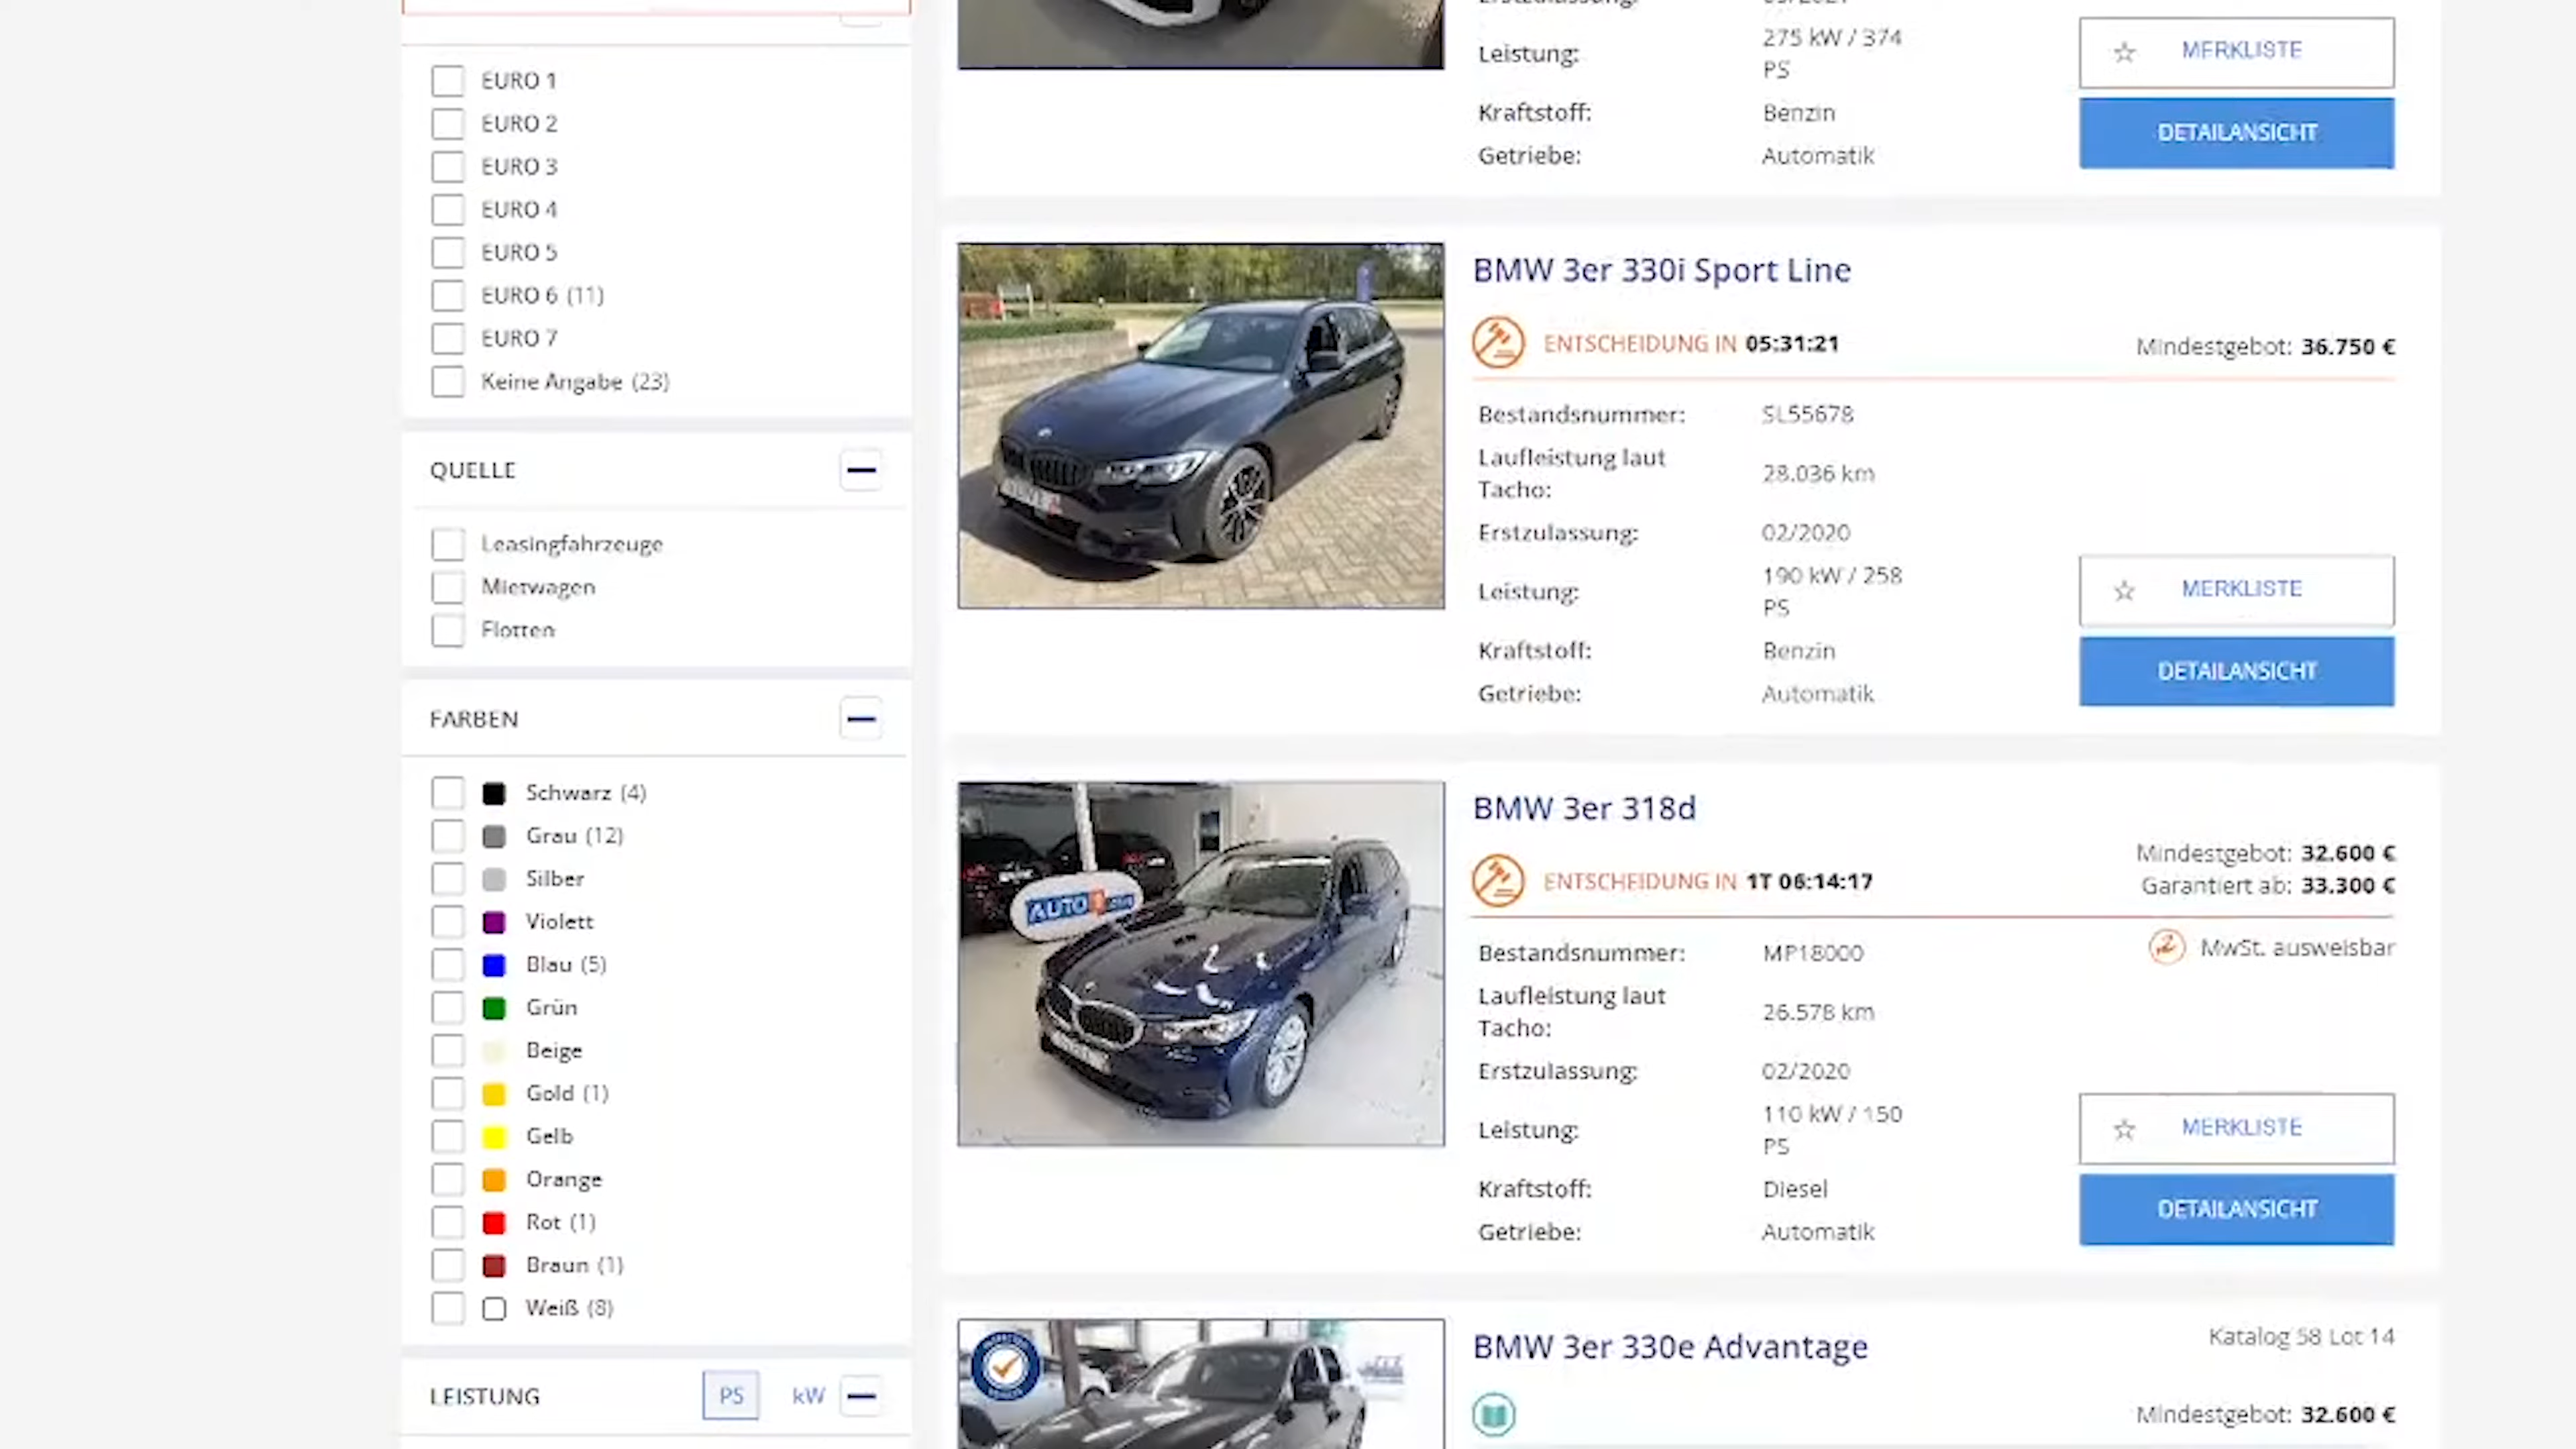 EURO 1
EURO 2
EURO 3
EURO 4
EURO 5
EURO 6 (11)
EURO 7
Keine Angabe (23)
QUELLE
Leasingfahrzeuge
Mietwagen
Flotten
FARBEN
Schwarz (4)
Grau (12)
Silber
Violett
Blau (5)
Grün
Beige
Gold (1)
Gelb
Orange
Rot (1)
Braun (1)
Weiß (8)
LEISTUNG PS kW
Leistung: 275 kW / 374
PS
Kraftstoff: Benzin
Getriebe: Automatik
MERKLISTE
DETAILANSICHT
BMW 3er 330i Sport Line
ENTSCHEIDUNG IN 05:31:21
Mindestgebot: 36.750 €
Bestandsnummer: SL55678
Laufleistung laut
Tacho: 28.036 km
Erstzulassung: 02/2020
Leistung: 190 kW / 258
PS
Kraftstoff: Benzin
Getriebe: Automatik
MERKLISTE
DETAILANSICHT
BMW 3er 318d
ENTSCHEIDUNG IN 1T 06:14:17
Mindestgebot: 32.600 €
Garantiert ab: 33.300 €
MwSt. ausweisbar
AUTO1.com
Bestandsnummer: MP18000
Laufleistung laut
Tacho: 26.578 km
Erstzulassung: 02/2020
Leistung: 110 kW / 150
PS
Kraftstoff: Diesel
Getriebe: Automatik
MERKLISTE
DETAILANSICHT
BMW 3er 330e Advantage
Katalog 58 Lot 14
Mindestgebot: 32.600 €